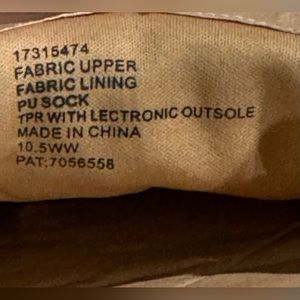 17315474
FABRIC UPPER
FABRIC LINING
PU SOCK
TPR WITH LECTRONIC OUTSOLE
MADE IN CHINA
10.5WW
PAT:7056558